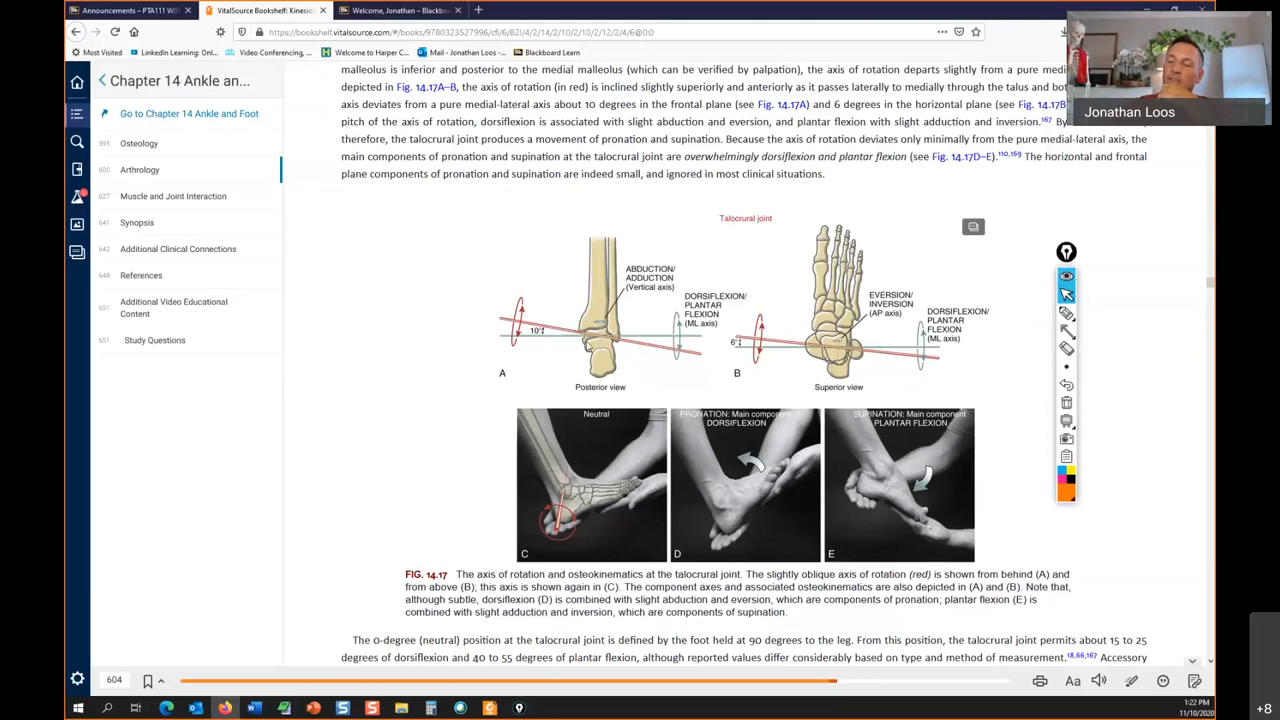 Announcements – PTA111 W01
VitalSource Bookshelf: Kinesiol
Welcome, Jonathan – Blackboa
https://bookshelf.vitalsource.com/#/books/9780323527996/cfi/6/82!/4/2/14/2/10/2/10/2/12/2/2/4/6@0:0
Most Visited
LinkedIn Learning: Onl...
Video Conferencing, ...
Welcome to Harper C...
Mail - Jonathan Loos -...
Blackboard Learn
Jonathan Loos
Chapter 14 Ankle an...
Go to Chapter 14 Ankle and Foot
595 Osteology
600 Arthrology
627 Muscle and Joint Interaction
641 Synopsis
642 Additional Clinical Connections
648 References
651 Additional Video Educational
Content
651 Study Questions
malleolus is inferior and posterior to the medial malleolus (which can be verified by palpation), the axis of rotation departs slightly from a pure med
depicted in Fig. 14.17A–B, the axis of rotation (in red) is inclined slightly superiorly and anteriorly as it passes laterally to medially through the talus and bot
axis deviates from a pure medial-lateral axis about 10 degrees in the frontal plane (see Fig. 14.17A) and 6 degrees in the horizontal plane (see Fig. 14.17B
pitch of the axis of rotation, dorsiflexion is associated with slight abduction and eversion, and plantar flexion with slight adduction and inversion.167 By
therefore, the talocrural joint produces a movement of pronation and supination. Because the axis of rotation deviates only minimally from the pure medial-lateral axis, the
main components of pronation and supination at the talocrural joint are overwhelmingly dorsiflexion and plantar flexion (see Fig. 14.17D–E).110,169 The horizontal and frontal
plane components of pronation and supination are indeed small, and ignored in most clinical situations.
Talocrural joint
ABDUCTION/
ADDUCTION
(Vertical axis)
DORSIFLEXION/
PLANTAR
FLEXION
(ML axis)
10°
A
Posterior view
EVERSION/
INVERSION
(AP axis)
DORSIFLEXION/
PLANTAR
FLEXION
(ML axis)
6°
B
Superior view
Neutral
C
PRONATION: Main component
DORSIFLEXION
D
SUPINATION: Main component
PLANTAR FLEXION
E
FIG. 14.17 The axis of rotation and osteokinematics at the talocrural joint. The slightly oblique axis of rotation (red) is shown from behind (A) and
from above (B); this axis is shown again in (C). The component axes and associated osteokinematics are also depicted in (A) and (B). Note that,
although subtle, dorsiflexion (D) is combined with slight abduction and eversion, which are components of pronation; plantar flexion (E) is
combined with slight adduction and inversion, which are components of supination.
The 0-degree (neutral) position at the talocrural joint is defined by the foot held at 90 degrees to the leg. From this position, the talocrural joint permits about 15 to 25
degrees of dorsiflexion and 40 to 55 degrees of plantar flexion, although reported values differ considerably based on type and method of measurement.18,66,167 Accessory
604
Aa
1:22 PM
11/10/2020
+8